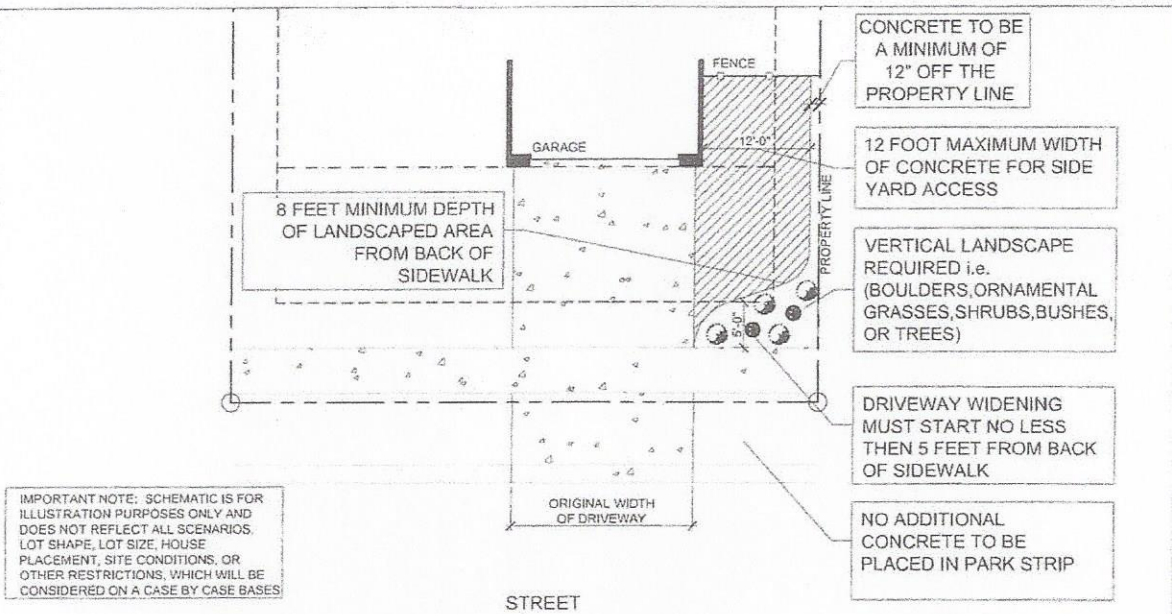 CONCRETE TO BE
A MINIMUM OF
12" OFF THE
PROPERTY LINE
FENCE
GARAGE
12'-0"
12 FOOT MAXIMUM WIDTH
OF CONCRETE FOR SIDE
YARD ACCESS
8 FEET MINIMUM DEPTH
OF LANDSCAPED AREA
FROM BACK OF
SIDEWALK
PROPERTY LINE
VERTICAL LANDSCAPE
REQUIRED i.e.
(BOULDERS,ORNAMENTAL
GRASSES,SHRUBS,BUSHES,
OR TREES)
5'-0"
DRIVEWAY WIDENING
MUST START NO LESS
THEN 5 FEET FROM BACK
OF SIDEWALK
IMPORTANT NOTE: SCHEMATIC IS FOR
ILLUSTRATION PURPOSES ONLY AND
DOES NOT REFLECT ALL SCENARIOS.
LOT SHAPE, LOT SIZE, HOUSE
PLACEMENT, SITE CONDITIONS, OR
OTHER RESTRICTIONS, WHICH WILL BE
CONSIDERED ON A CASE BY CASE BASES
ORIGINAL WIDTH
OF DRIVEWAY
NO ADDITIONAL
CONCRETE TO BE
PLACED IN PARK STRIP
STREET